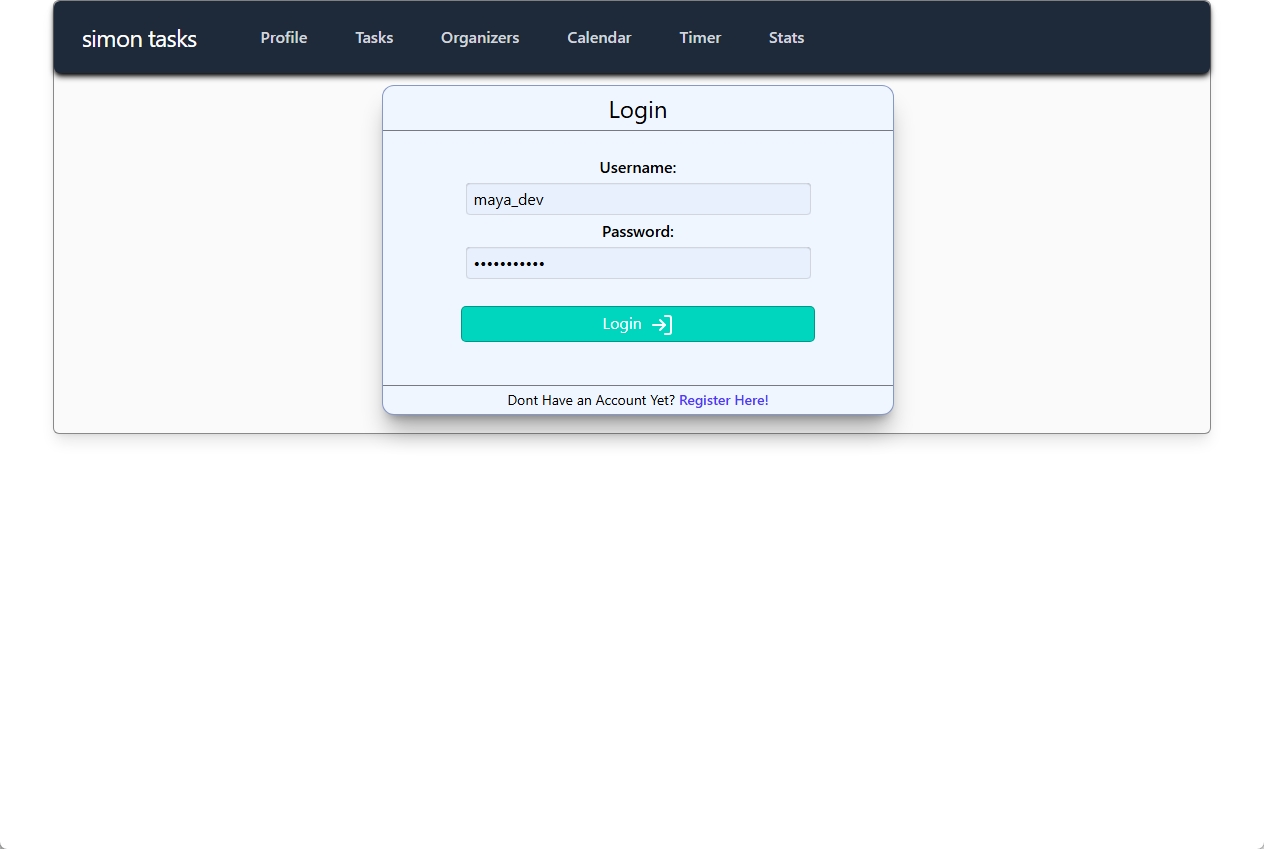 simon tasks Profile Tasks Organizers Calendar Timer Stats
Login
Username:
maya_dev
Password:
•••••••••••
Login
Dont Have an Account Yet? Register Here!